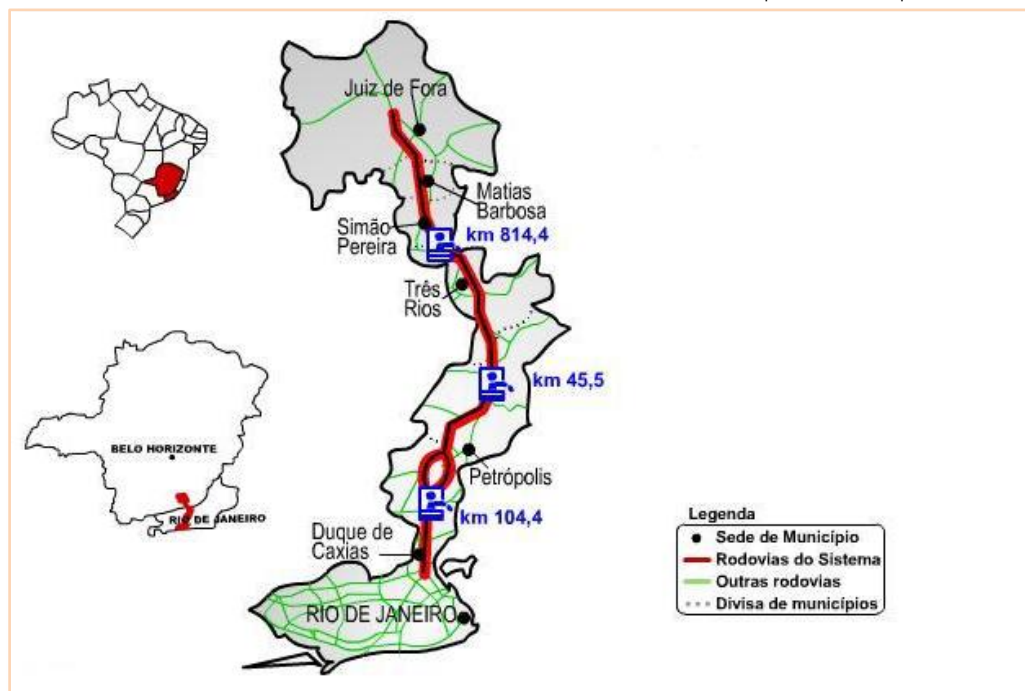 Juiz de Fora
Matias
Barbosa
Simão
Pereira
km 814,4
Três
Rios
km 45,5
BELO HORIZONTE
Petrópolis
RIO DE JANEIRO
km 104,4
Duque de
Caxias
RIO DE JANEIRO
Legenda
Sede de Município
Rodovias do Sistema
Outras rodovias
Divisa de municípios